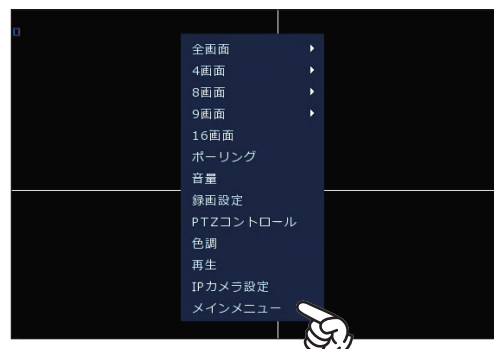 全画面
4画面
8画面
9画面
16画面
ポーリング
音量
録画設定
PTZコントロール
色調
再生
IPカメラ設定
メインメニュー